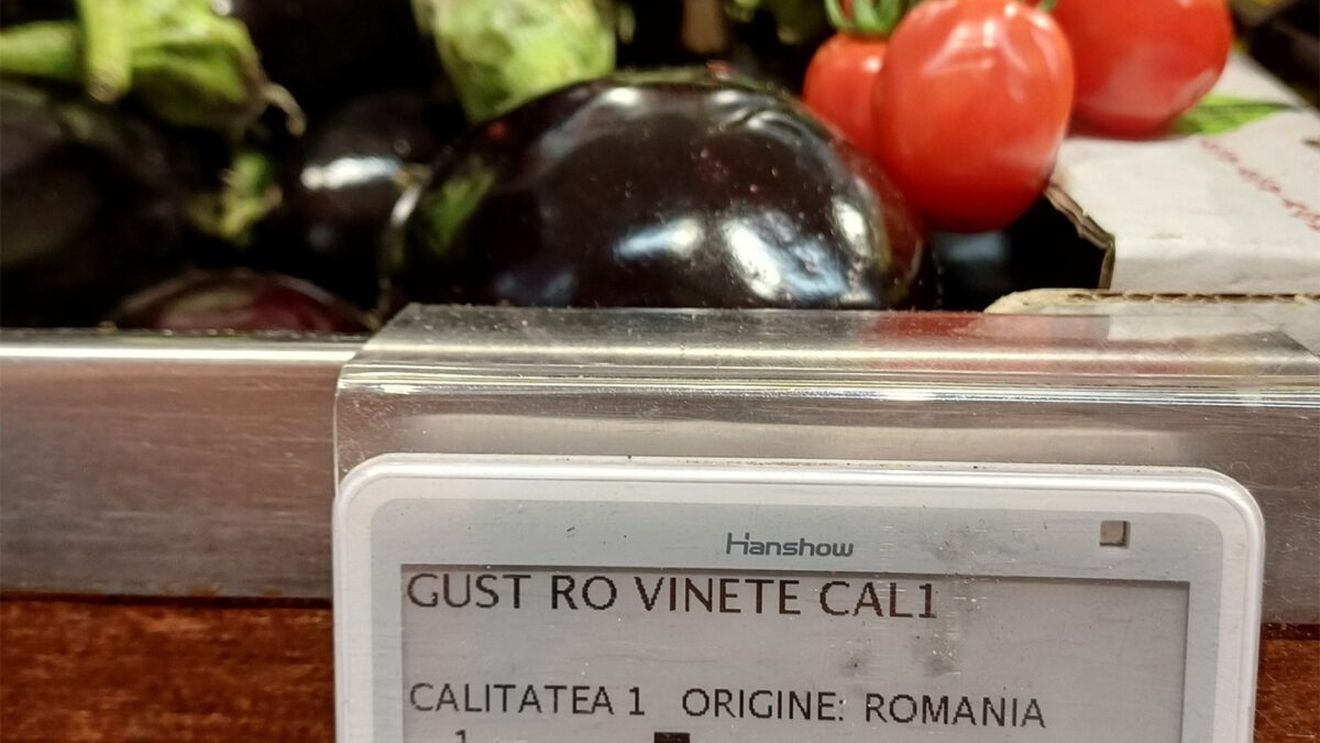 Hanshow
GUST RO VINETE CAL1
CALITATEA 1 ORIGINE: ROMANIA